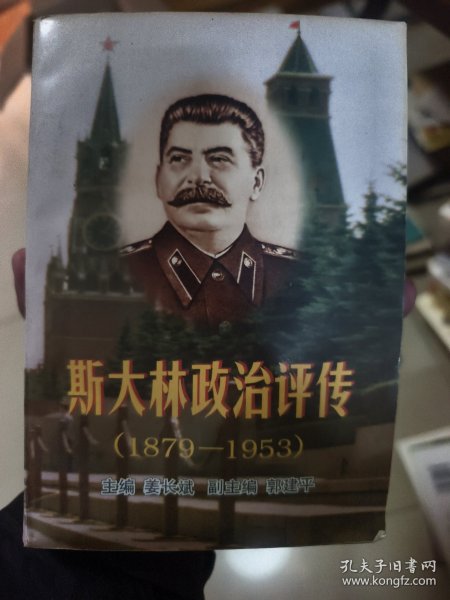 斯大林政治评传
(1879—1953)
主编 姜长斌 副主编 郭建平
孔夫子旧书网
www.kongfz.com